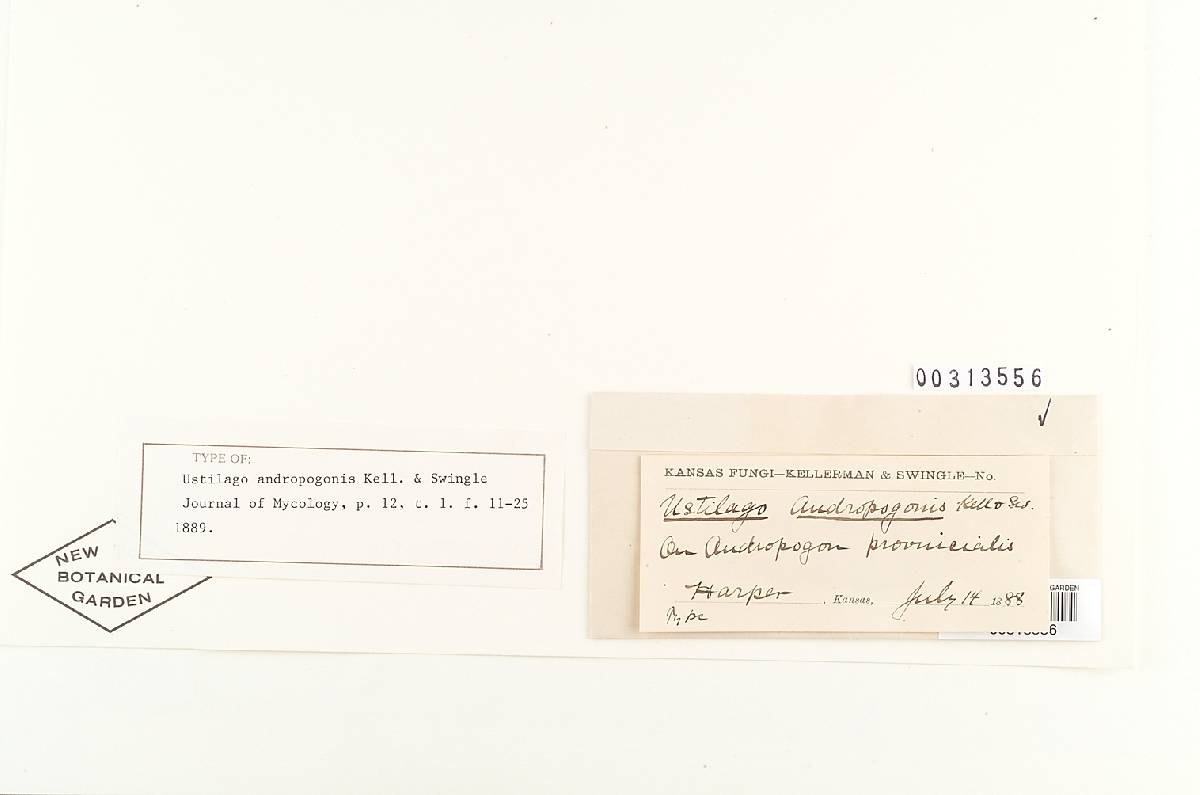 00313556
TYPE OF:
Ustilago andropogonis Kell. & Swingle
Journal of Mycology, p. 12, t. 1. f. 11-25
1889.
NEW
BOTANICAL
GARDEN
KANSAS FUNGI—KELLERMAN & SWINGLE—No.
Ustilago Andropogonis Kell & Sw.
On Andropogon provincialis
Harper, Kansas, July 14 1888
Type
GARDEN